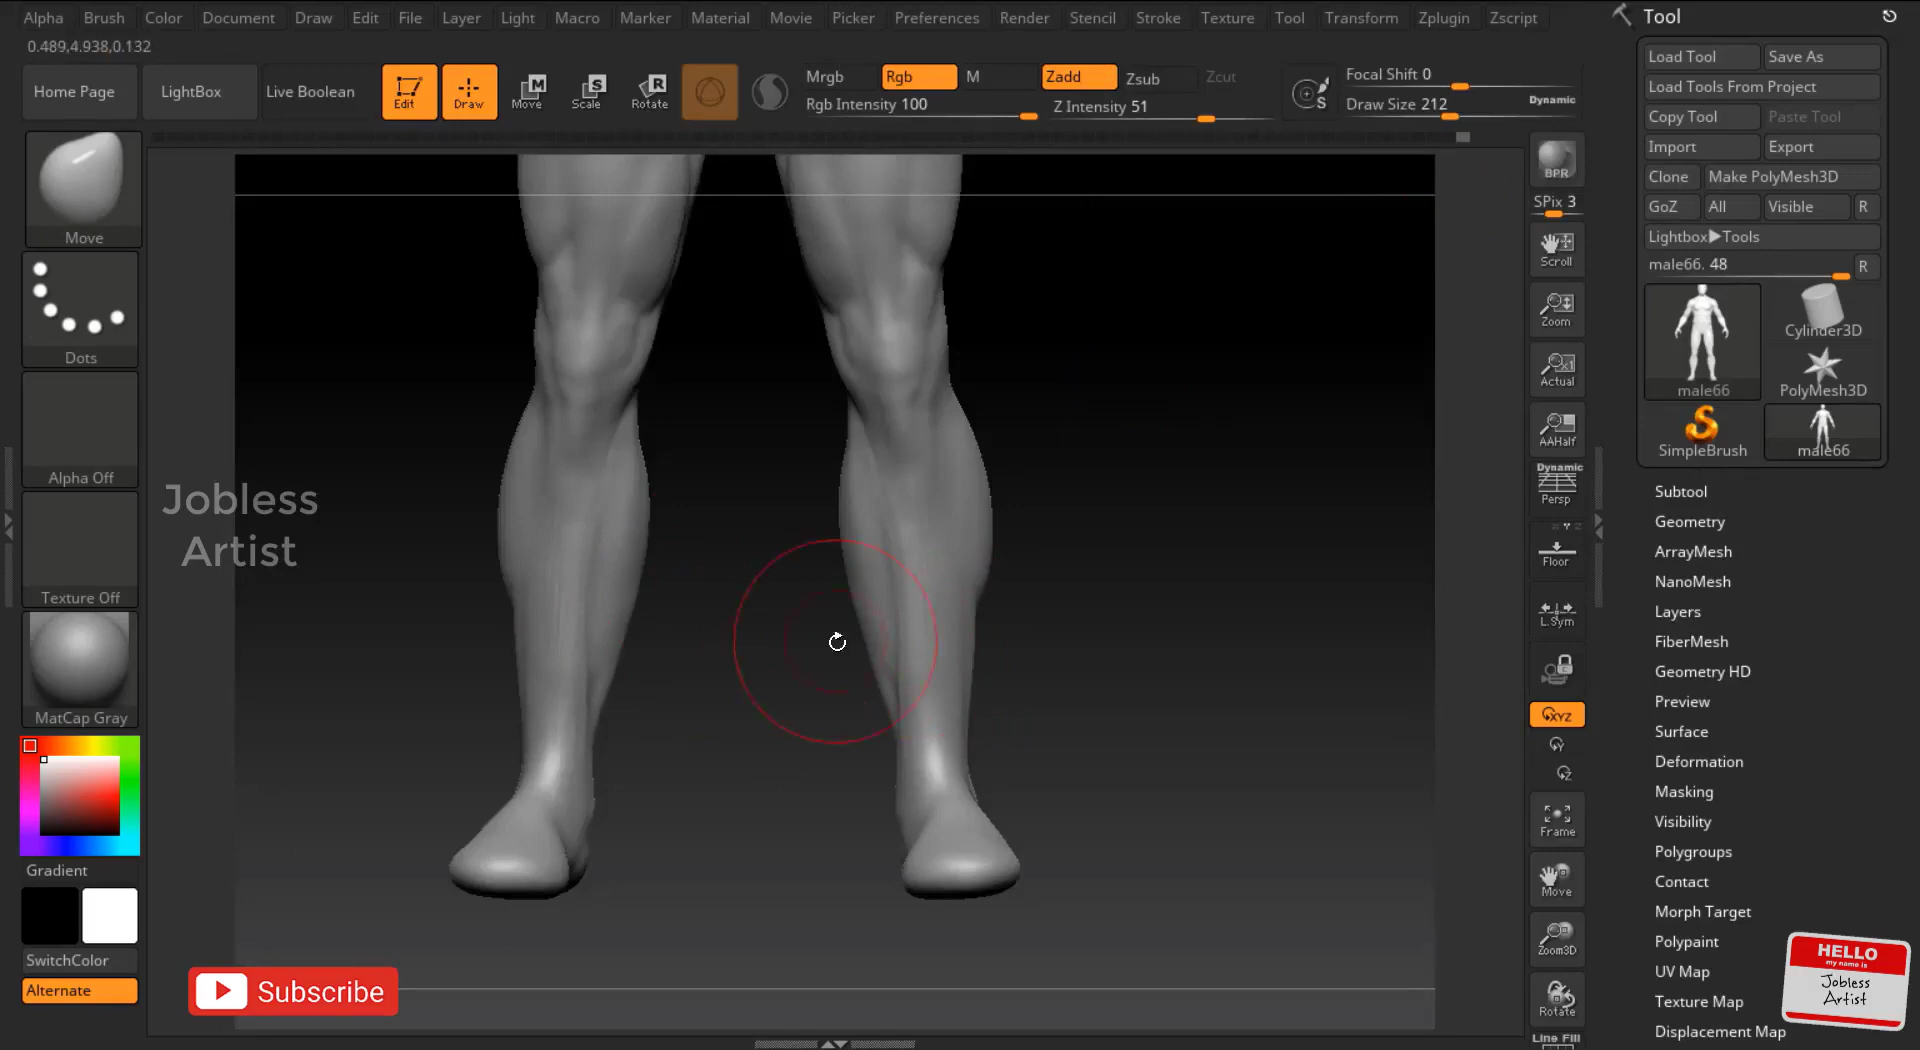 Alpha Brush Color Document Draw Edit File Layer Light Macro Marker Material Movie Picker Preferences Render Stencil Stroke Texture Tool Transform Zplugin Zscript
0.489,4.938,0.132
Home Page LightBox Live Boolean Edit Draw Move Scale Rotate
Mrgb Rgb M Zadd Zsub Zcut
Rgb Intensity 100 Z Intensity 51
Focal Shift 0
Draw Size 212 Dynamic
Move
Dots
Alpha Off
Texture Off
MatCap Gray
Gradient
SwitchColor
Alternate
Jobless
Artist
Subscribe
BPR
SPix 3
Scroll
Zoom
Actual
AAHalf
Dynamic
Persp
Floor
L.Sym
XYZ
Y
Z
Frame
Move
Zoom3D
Rotate
Line Fill
Tool
Load Tool Save As
Load Tools From Project
Copy Tool Paste Tool
Import Export
Clone Make PolyMesh3D
GoZ All Visible R
Lightbox▶Tools
male66. 48 R
male66 Cylinder3D
PolyMesh3D
SimpleBrush male66
Subtool
Geometry
ArrayMesh
NanoMesh
Layers
FiberMesh
Geometry HD
Preview
Surface
Deformation
Masking
Visibility
Polygroups
Contact
Morph Target
Polypaint
UV Map
Texture Map
Displacement Map
HELLO
my name is
Jobless
Artist